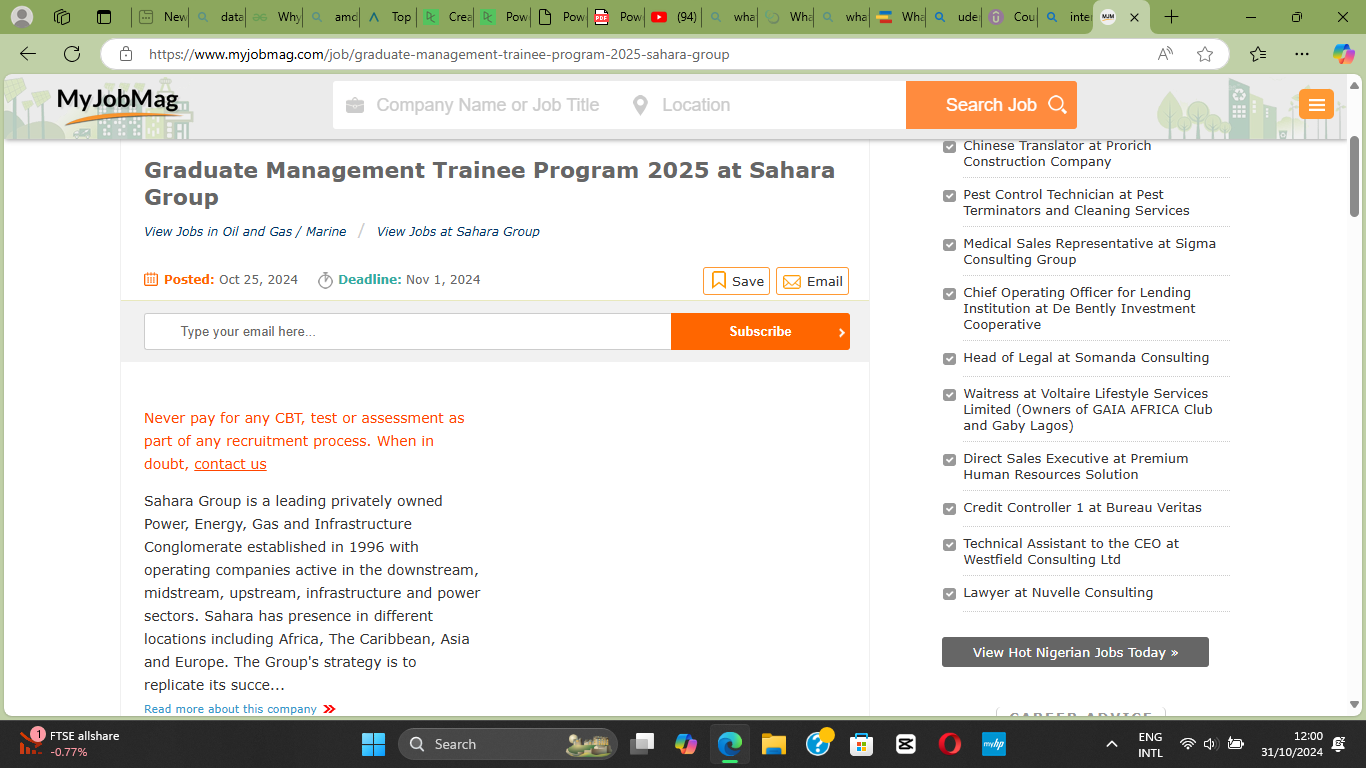 New
data
Why
amc
Top
Crea
Pow
Pow
Pow
(94)
wha
Wha
wha
Wha
ude
Cou
inte
MJM
https://www.myjobmag.com/job/graduate-management-trainee-program-2025-sahara-group
MyJobMag
Company Name or Job Title
Location
Search Job
Graduate Management Trainee Program 2025 at Sahara
Group
View Jobs in Oil and Gas / Marine / View Jobs at Sahara Group
Posted: Oct 25, 2024 Deadline: Nov 1, 2024
Save
Email
Type your email here...
Subscribe
Never pay for any CBT, test or assessment as
part of any recruitment process. When in
doubt, contact us
Sahara Group is a leading privately owned
Power, Energy, Gas and Infrastructure
Conglomerate established in 1996 with
operating companies active in the downstream,
midstream, upstream, infrastructure and power
sectors. Sahara has presence in different
locations including Africa, The Caribbean, Asia
and Europe. The Group's strategy is to
replicate its succe...
Read more about this company
Chinese Translator at Prorich
Construction Company
Pest Control Technician at Pest
Terminators and Cleaning Services
Medical Sales Representative at Sigma
Consulting Group
Chief Operating Officer for Lending
Institution at De Bently Investment
Cooperative
Head of Legal at Somanda Consulting
Waitress at Voltaire Lifestyle Services
Limited (Owners of GAIA AFRICA Club
and Gaby Lagos)
Direct Sales Executive at Premium
Human Resources Solution
Credit Controller 1 at Bureau Veritas
Technical Assistant to the CEO at
Westfield Consulting Ltd
Lawyer at Nuvelle Consulting
View Hot Nigerian Jobs Today »
CAREER ADVICE
1
FTSE allshare
-0.77%
Search
myhp
ENG
INTL
12:00
31/10/2024